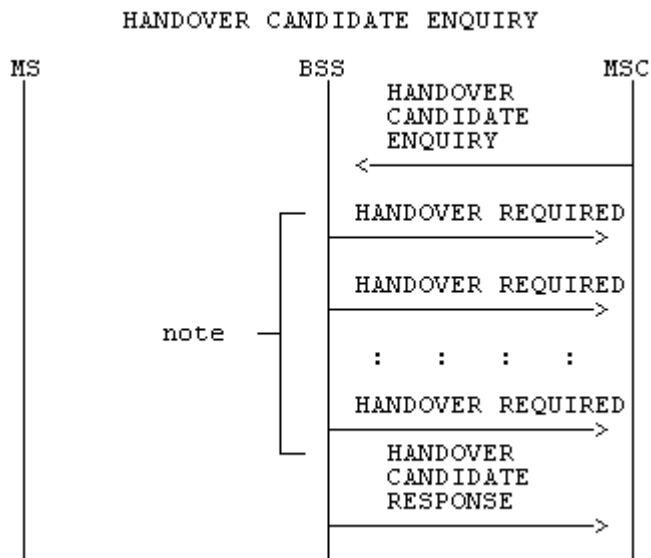 HANDOVER CANDIDATE ENQUIRY
MS BSS MSC
HANDOVER
CANDIDATE
ENQUIRY
HANDOVER REQUIRED
HANDOVER REQUIRED
note
: : : :
HANDOVER REQUIRED
HANDOVER
CANDIDATE
RESPONSE